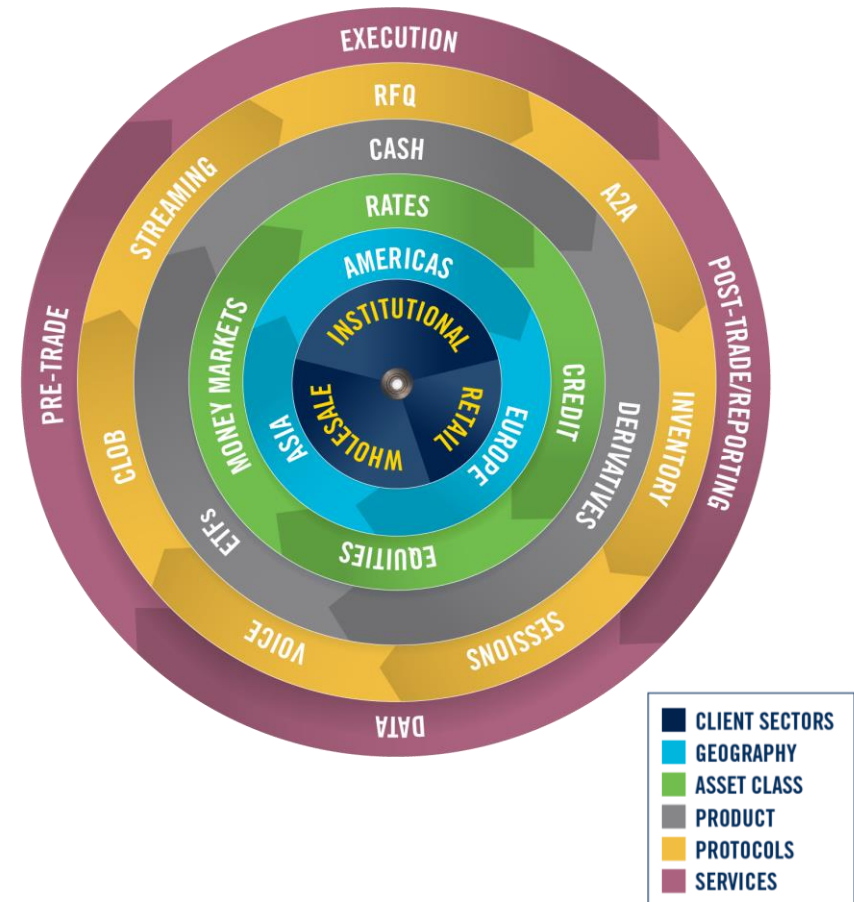 EXECUTION
POST-TRADE/REPORTING
DATA
PRE-TRADE
RFQ
A2A
INVENTORY
SESSIONS
VOICE
CLOB
STREAMING
CASH
DERIVATIVES
ETFs
RATES
CREDIT
EQUITIES
MONEY MARKETS
AMERICAS
EUROPE
ASIA
INSTITUTIONAL
RETAIL
WHOLESALE
CLIENT SECTORS
GEOGRAPHY
ASSET CLASS
PRODUCT
PROTOCOLS
SERVICES